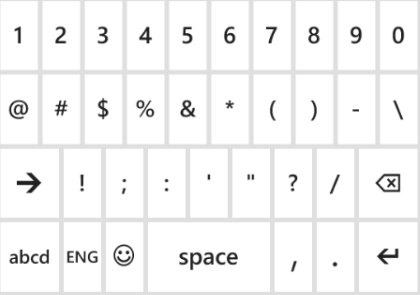 1 2 3 4 5 6 7 8 9 0
@ # $ % & * ( ) - \
→ ! ; : ' " ? / ⌫
abcd ENG ☺ space , . ↵